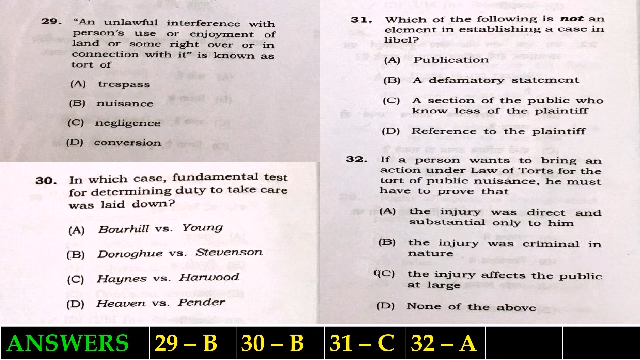 29. "An unlawful interference with
person's use or enjoyment of
land or some right over or in
connection with it" is known as
tort of
(A) trespass
(B) nuisance
(C) negligence
(D) conversion
30. In which case, fundamental test
for determining duty to take care
was laid down?
(A) Bourhill vs. Young
(B) Donoghue vs. Stevenson
(C) Haynes vs. Harwood
(D) Heaven vs. Pender
31. Which of the following is not an
element in establishing a case in
libel?
(A) Publication
(B) A defamatory statement
(C) A section of the public who
know less of the plaintiff
(D) Reference to the plaintiff
32. If a person wants to bring an
action under Law of Torts for the
tort of public nuisance, he must
have to prove that
(A) the injury was direct and
substantial only to him
(B) the injury was criminal in
nature
(C) the injury affects the public
at large
(D) None of the above
ANSWERS 29 – B 30 – B 31 – C 32 – A